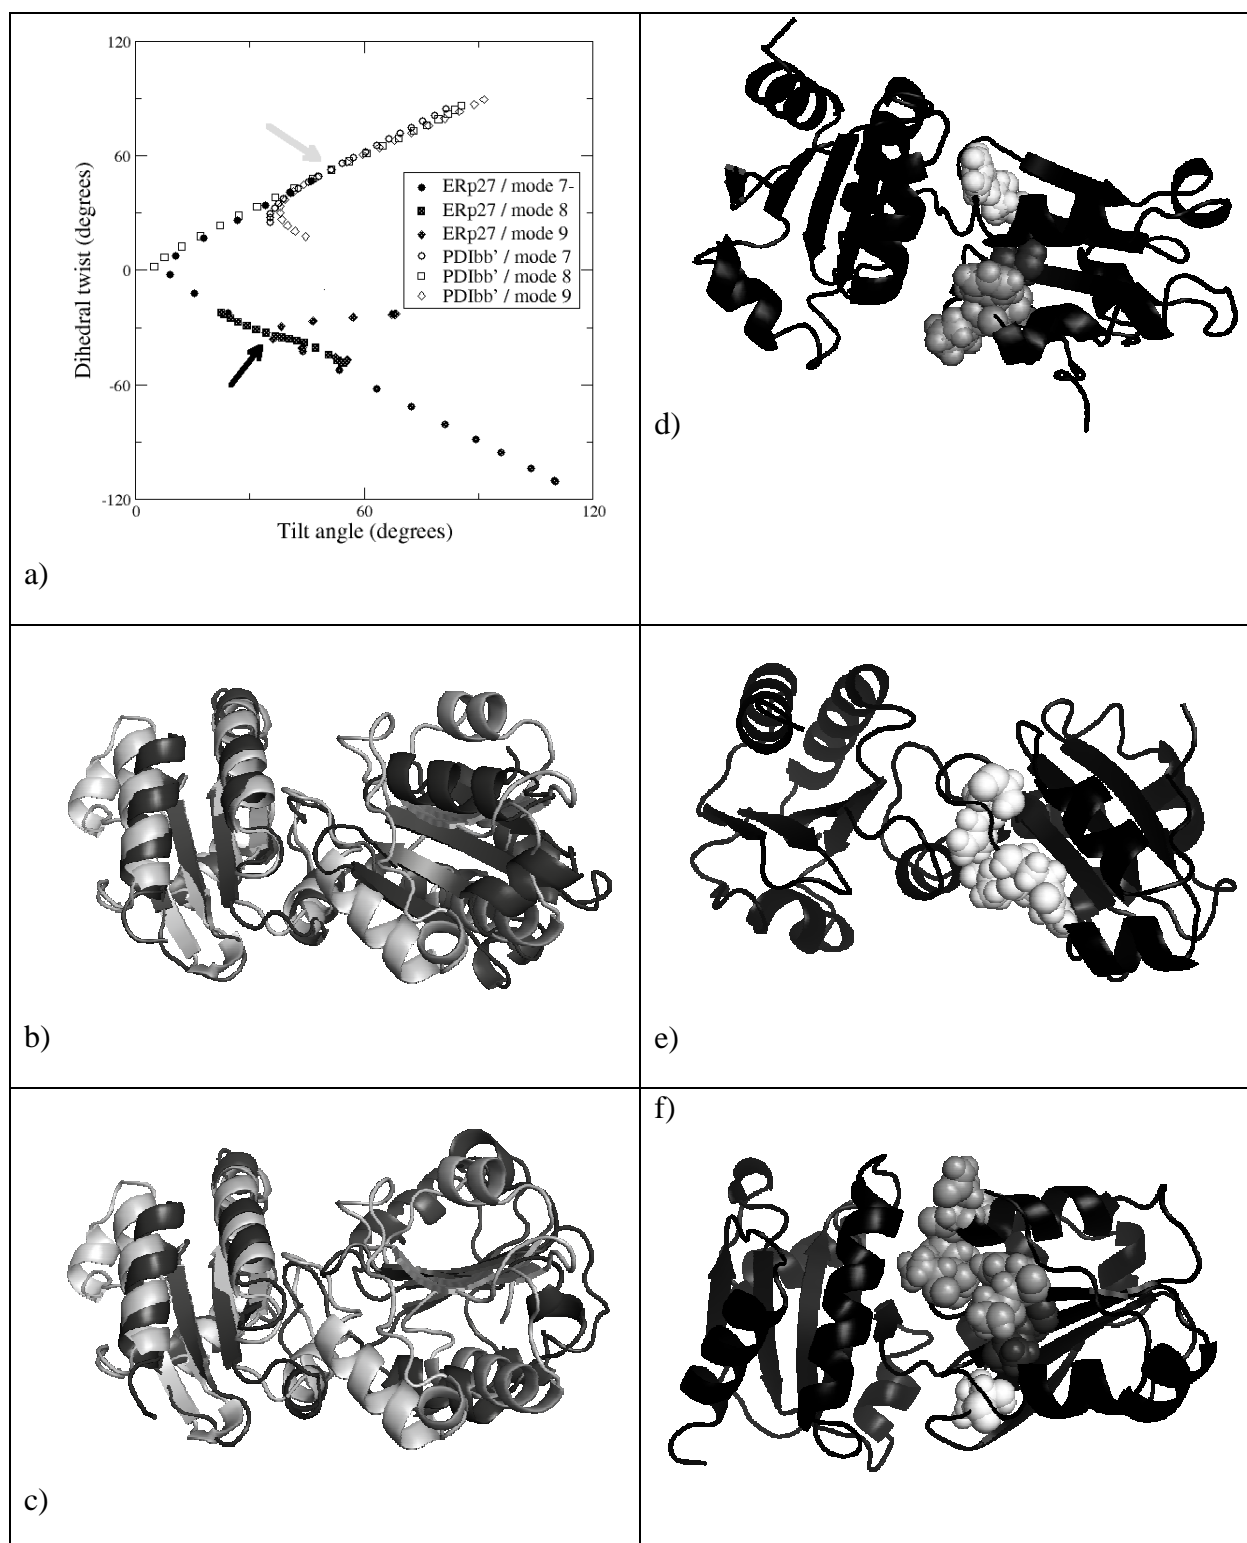 120
60
0
-60
-120
Dihedral twist (degrees)
0
60
120
Tilt angle (degrees)
ERp27 / mode 7-
ERp27 / mode 8
ERp27 / mode 9
PDIbb' / mode 7
PDIbb' / mode 8
PDIbb' / mode 9
a)
d)
b)
e)
c)
f)